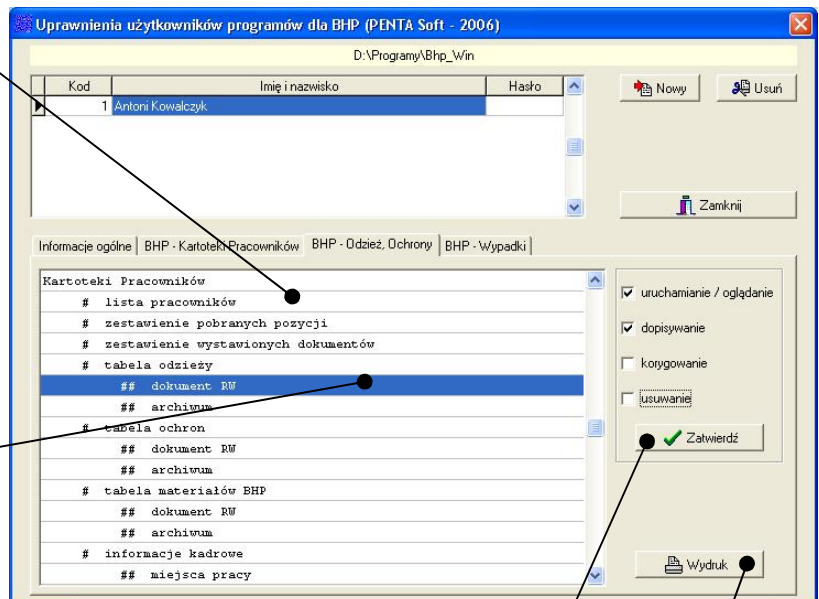 Uprawnienia użytkowników programów dla BHP (PENTA Soft - 2006)
D:\Programy\Bhp_Win
Kod Imię i nazwisko Hasło
1 Antoni Kowalczyk
Nowy Usuń
Zamknij
Informacje ogólne BHP - Kartoteki Pracowników BHP - Odzież, Ochrony BHP - Wypadki
Kartoteki Pracowników
# lista pracowników
# zestawienie pobranych pozycji
# zestawienie wystawionych dokumentów
# tabela odzieży
## dokument RW
## archiwum
# tabela ochron
## dokument RW
## archiwum
# tabela materiałów BHP
## dokument RW
## archiwum
# informacje kadrowe
## miejsca pracy
uruchamianie / oglądanie
dopisywanie
korygowanie
usuwanie
Zatwierdź
Wydruk